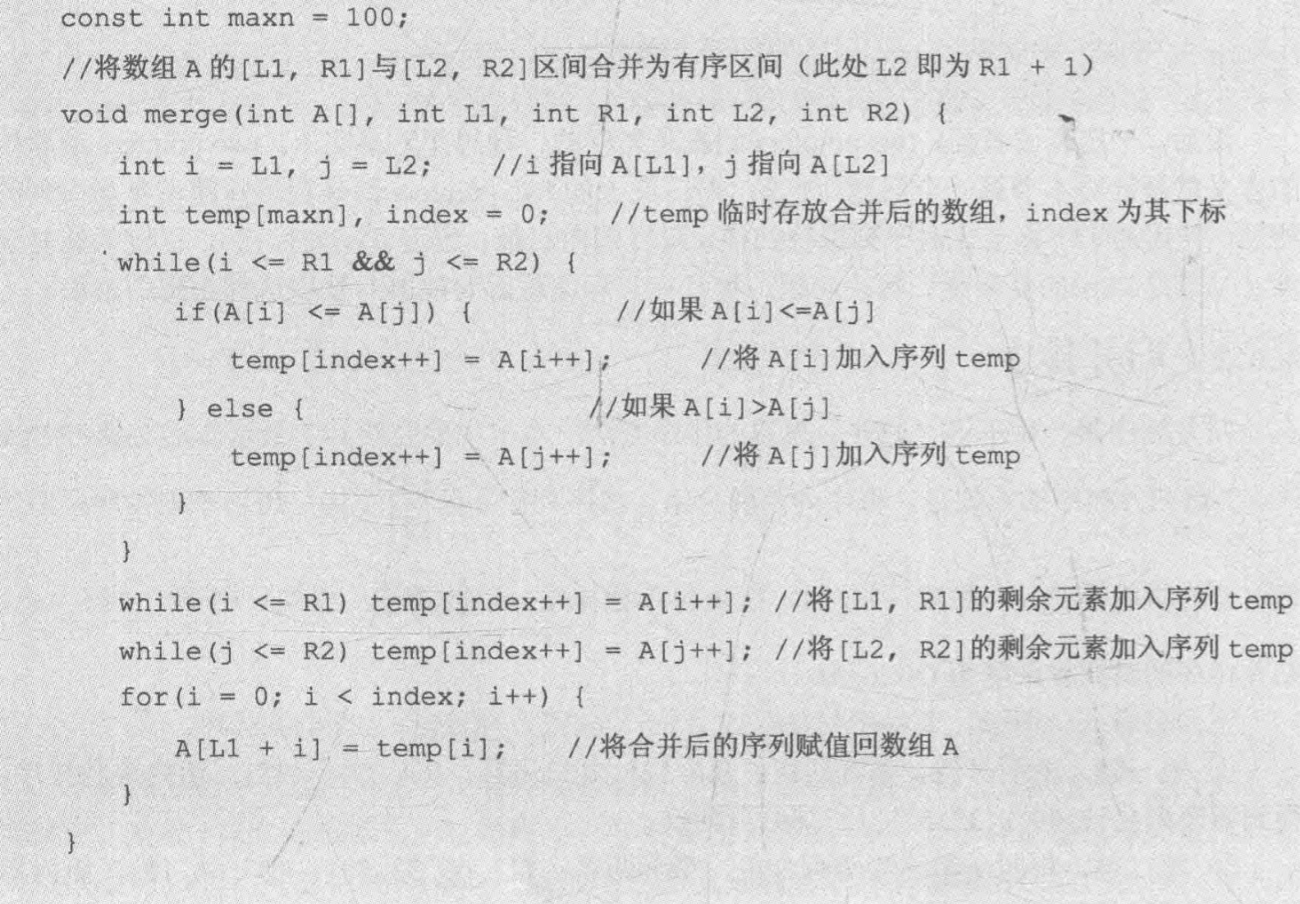 const int maxn = 100;
//将数组 A 的[L1, R1]与[L2, R2]区间合并为有序区间（此处 L2 即为 R1 + 1）
void merge(int A[], int L1, int R1, int L2, int R2) {
int i = L1, j = L2; //i 指向 A[L1]，j 指向 A[L2]
int temp[maxn], index = 0; //temp 临时存放合并后的数组，index 为其下标
while(i <= R1 && j <= R2) {
if(A[i] <= A[j]) { //如果 A[i]<=A[j]
temp[index++] = A[i++]; //将 A[i]加入序列 temp
} else { //如果 A[i]>A[j]
temp[index++] = A[j++]; //将 A[j]加入序列 temp
}
}
while(i <= R1) temp[index++] = A[i++]; //将[L1, R1]的剩余元素加入序列 temp
while(j <= R2) temp[index++] = A[j++]; //将[L2, R2]的剩余元素加入序列 temp
for(i = 0; i < index; i++) {
A[L1 + i] = temp[i]; //将合并后的序列赋值回数组 A
}
}